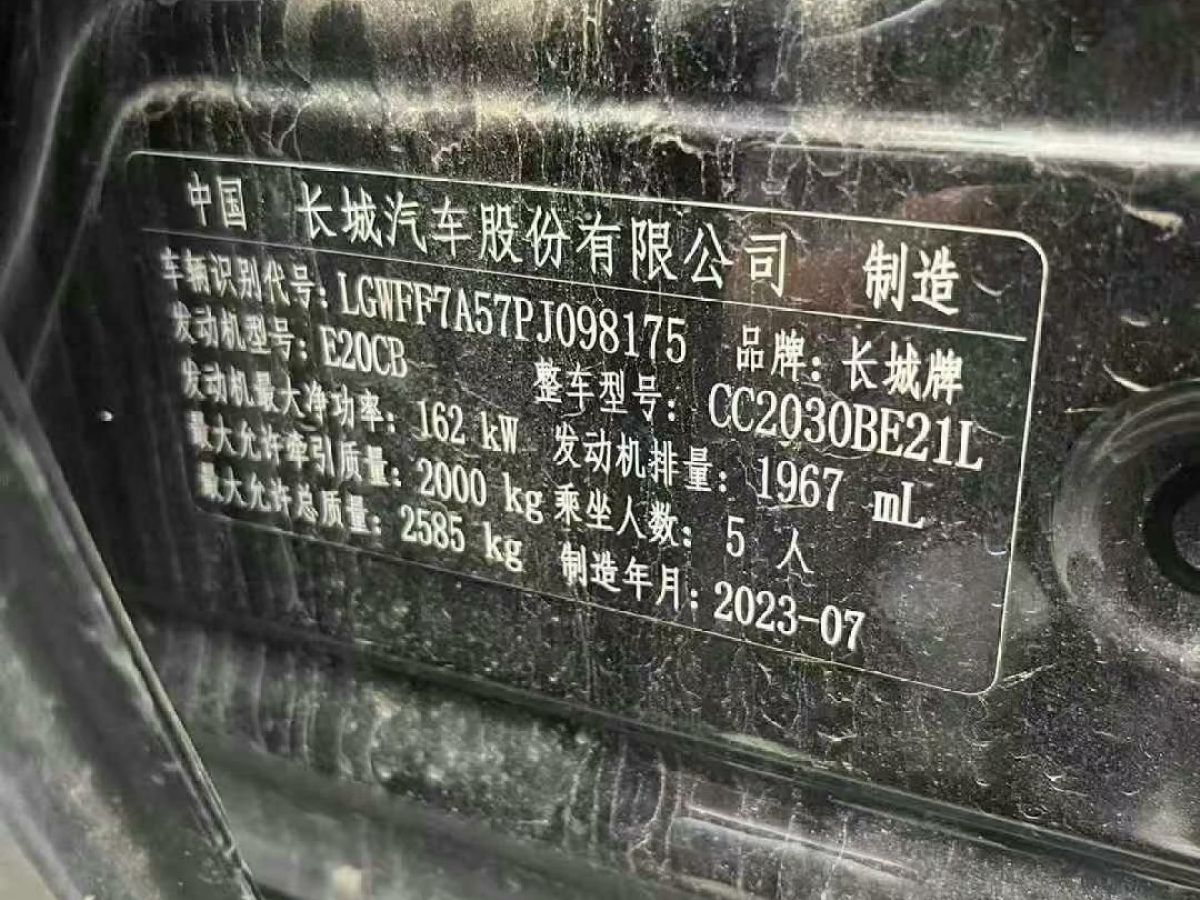 中国 长城汽车股份有限公司 制造
车辆识别代号: LGWFF7A57PJ098175 品牌: 长城牌
发动机型号: E20CB 整车型号: CC2030BE21L
发动机最大净功率: 162 kW 发动机排量: 1967 mL
最大允许牵引质量: 2000 kg 乘坐人数: 5 人
最大允许总质量: 2585 kg 制造年月: 2023-07